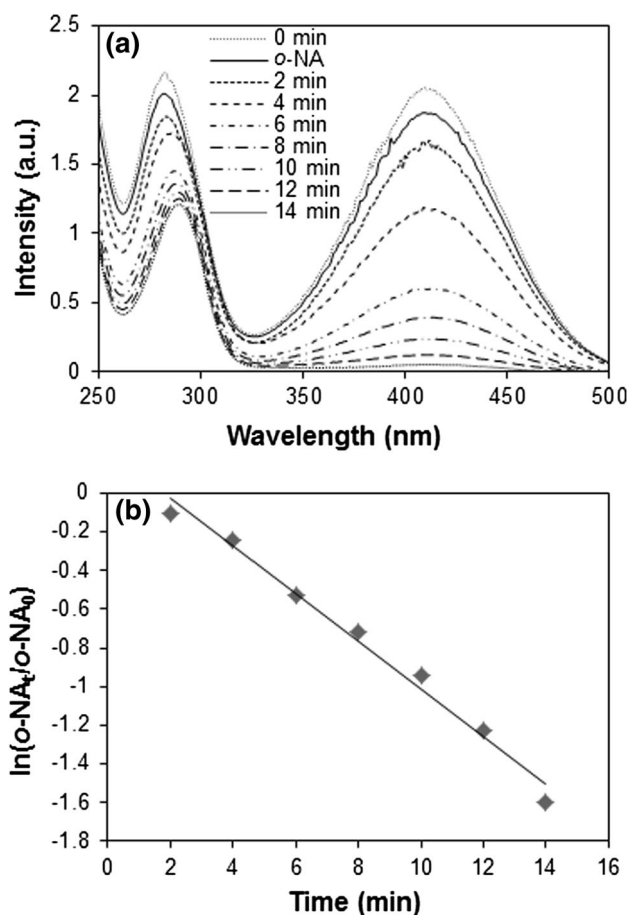 (a)
0 min
o-NA
2 min
4 min
6 min
8 min
10 min
12 min
14 min
Intensity (a.u.)
2.5
2
1.5
1
0.5
0
250 300 350 400 450 500
Wavelength (nm)
(b)
ln(o-NAt/o-NA0)
0
-0.2
-0.4
-0.6
-0.8
-1
-1.2
-1.4
-1.6
-1.8
0 2 4 6 8 10 12 14 16
Time (min)